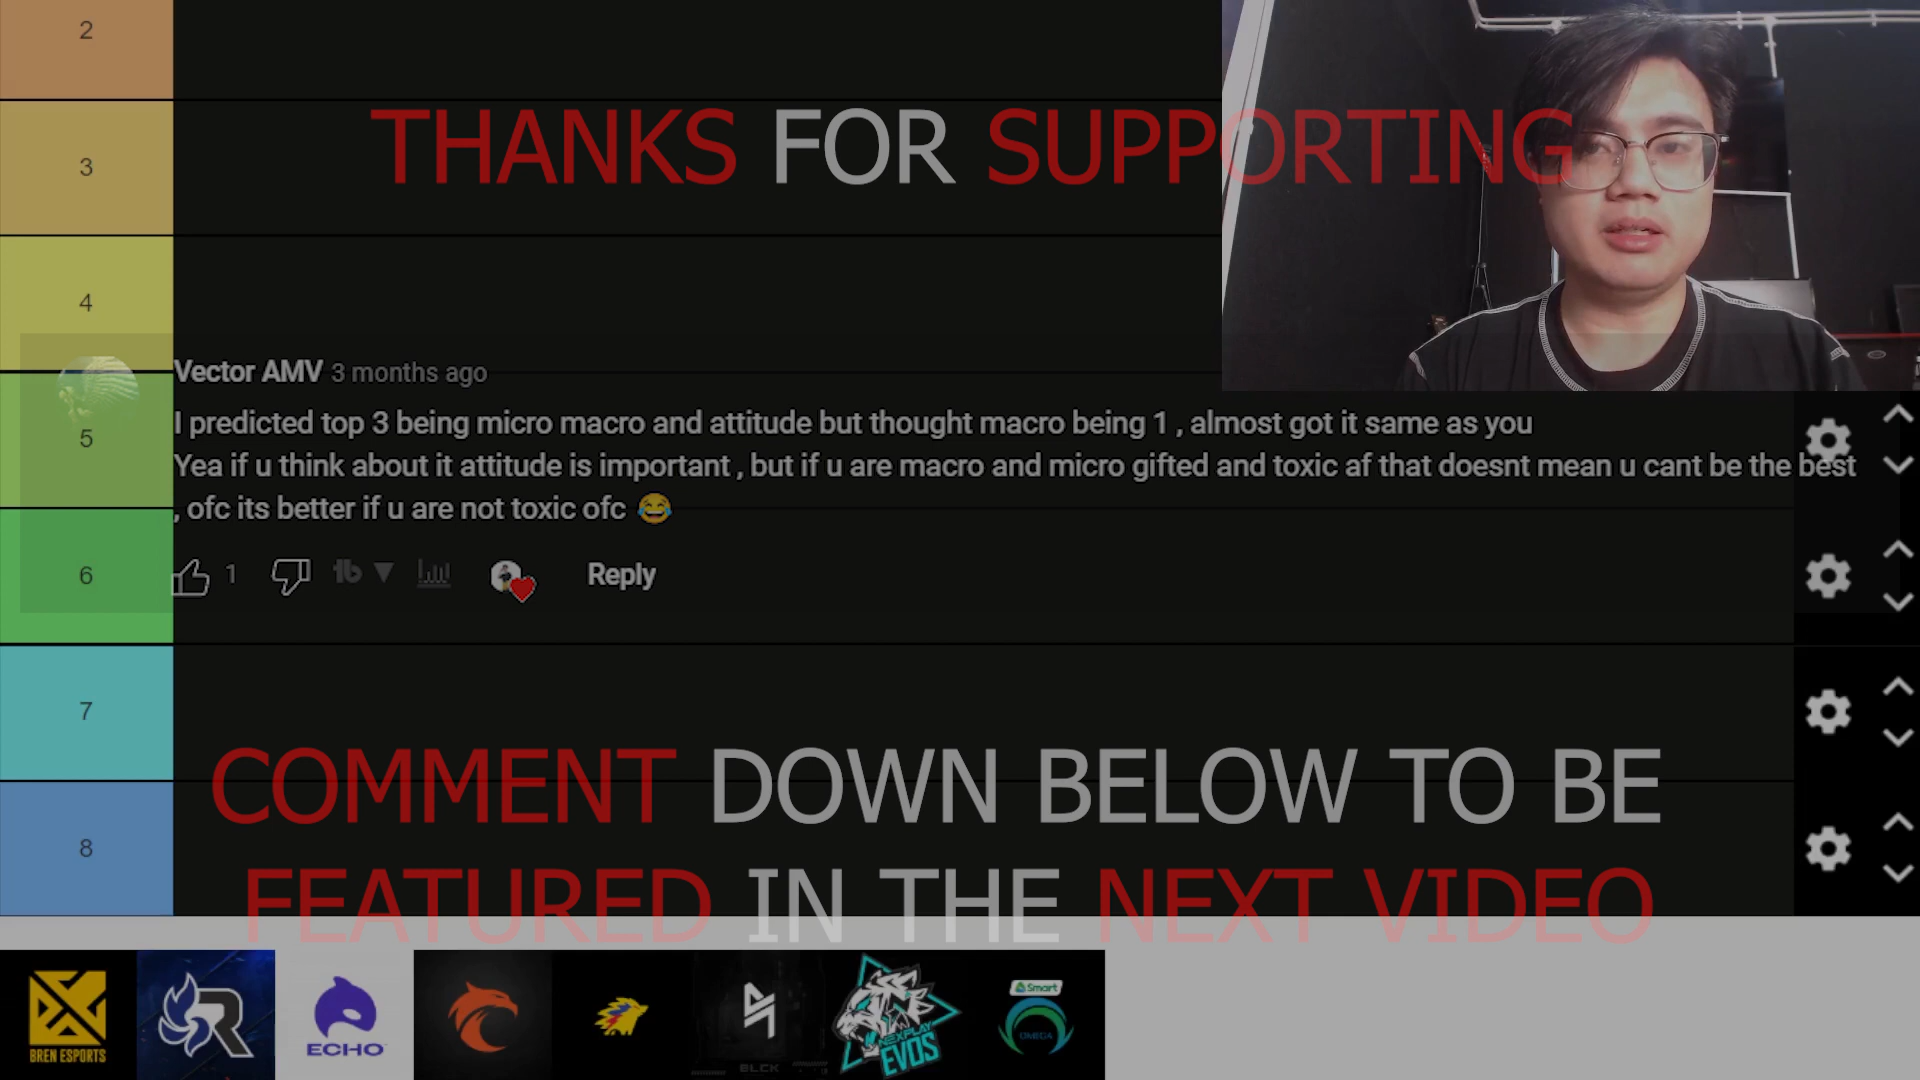 2
3
THANKS FOR SUPPORTING
4
Vector AMV 3 months ago
5
I predicted top 3 being micro macro and attitude but thought macro being 1 , almost got it same as you
Yea if u think about it attitude is important , but if u are macro and micro gifted and toxic af that doesnt mean u cant be the best
, ofc its better if u are not toxic ofc 😂
6
1
Reply
7
COMMENT DOWN BELOW TO BE
8
FEATURED IN THE NEXT VIDEO
BREN ESPORTS
R
ECHO
BLCK
NEXPLAY
EVOS
Smart
OMEGA